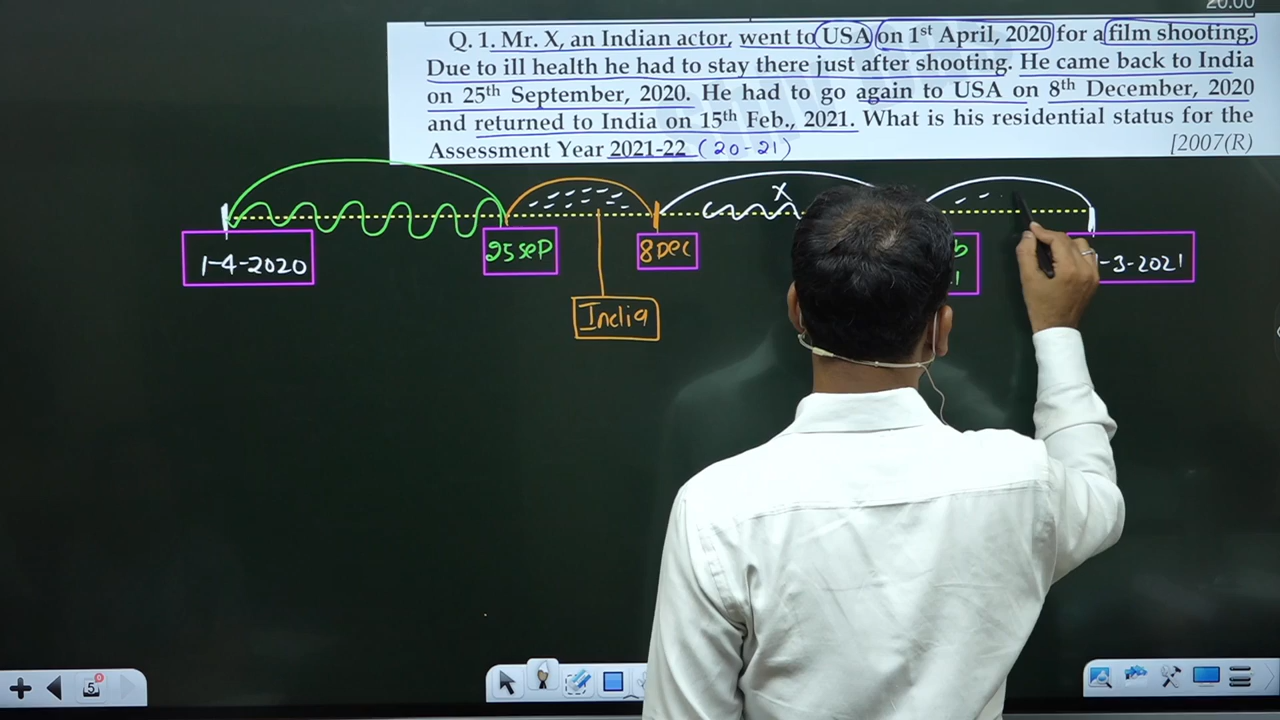 20:00
Q. 1. Mr. X, an Indian actor, went to USA on 1st April, 2020 for a film shooting.
Due to ill health he had to stay there just after shooting. He came back to India
on 25th September, 2020. He had to go again to USA on 8th December, 2020
and returned to India on 15th Feb., 2021. What is his residential status for the
Assessment Year 2021-22 (20-21) [2007(R)
X
1-4-2020
25 Sep
8 Dec
b
1
-3-2021
India
5